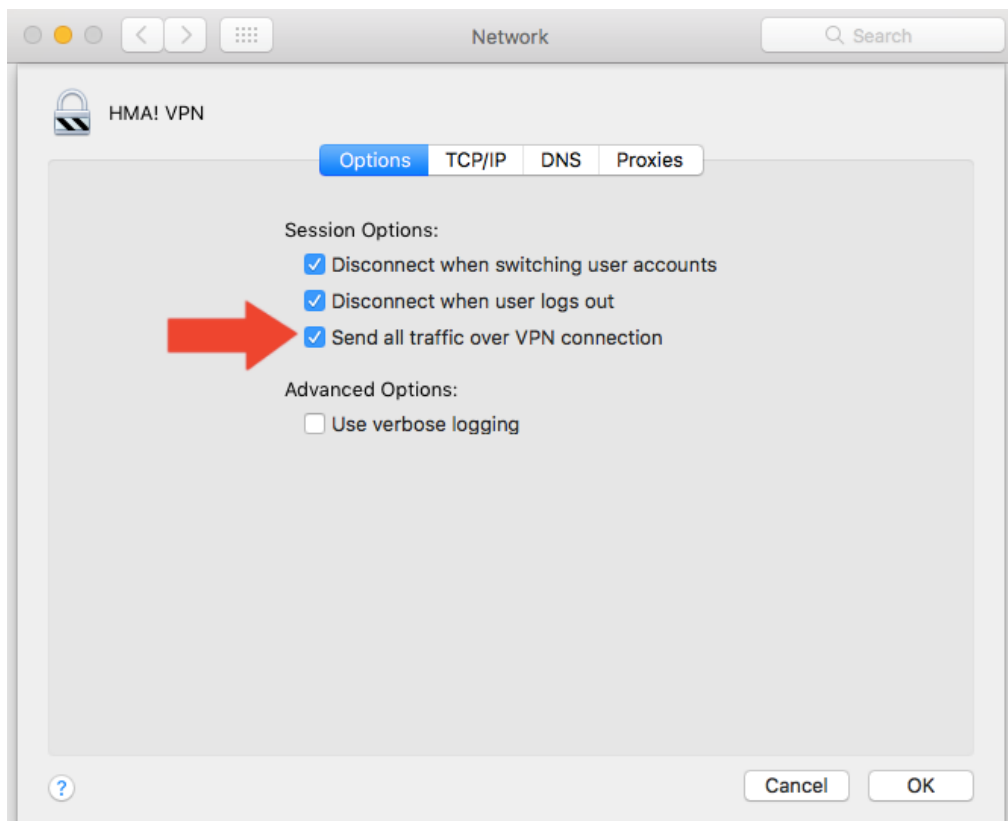 Network
Search
HMA! VPN
Options TCP/IP DNS Proxies
Session Options:
Disconnect when switching user accounts
Disconnect when user logs out
Send all traffic over VPN connection
Advanced Options:
Use verbose logging
?
Cancel OK